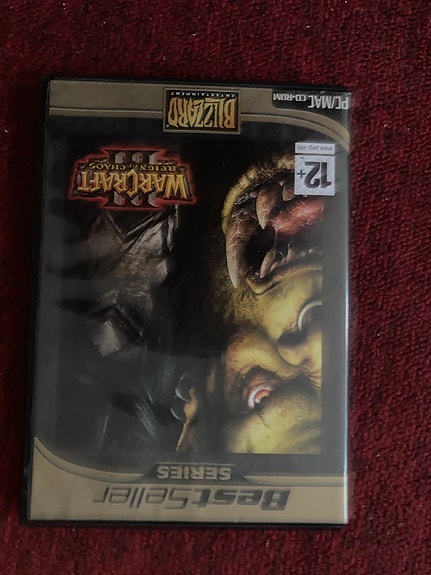 BestSeller
SERIES
WARCRAFT
III
REIGN OF CHAOS
12+
www.pegi.info
BLIZZARD
ENTERTAINMENT
PC/MAC
CD-ROM